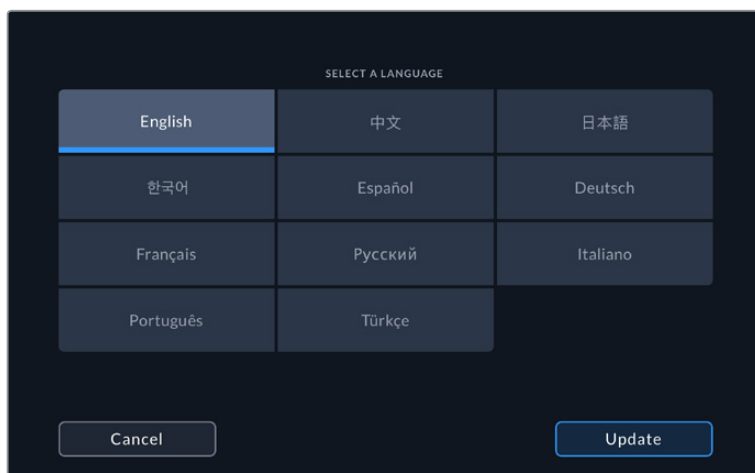 SELECT A LANGUAGE
English
中文
日本語
한국어
Español
Deutsch
Français
Русский
Italiano
Português
Türkçe
Cancel
Update